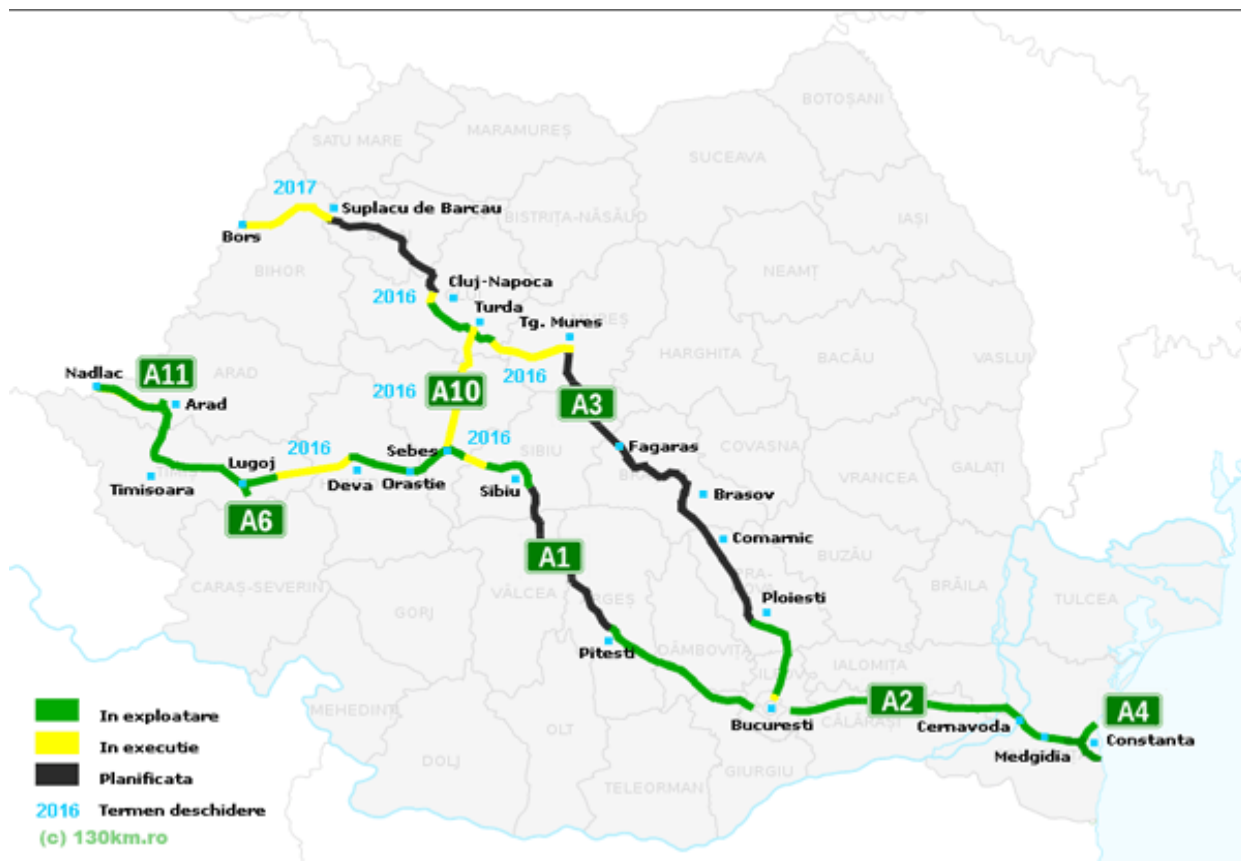 BOTOȘANI
MARAMUREȘ
SATU MARE
SUCEAVA
2017
Suplacu de Barcau
BISTRIȚA-NĂSĂUD
IAȘI
Bors
BIHOR
NEAMȚ
Cluj-Napoca
2016
Turda
Tg. Mures
HARGHITA
BACĂU
VASLUI
Nadlac
A11
ARAD
2016
A10
2016
A3
Arad
Sebes
2016
SIBIU
Fagaras
COVASNA
GALAȚI
Lugoj
2016
Timisoara
Deva
Orastie
Sibiu
Brasov
VRANCEA
A6
Comarnic
A1
BUZĂU
CARAȘ-SEVERIN
GORJ
VÂLCEA
BRĂILA
TULCEA
Ploiesti
Pitesti
DÂMBOVIȚA
IALOMIȚA
MEHEDINȚI
In exploatare
OLT
Bucuresti
A2
CĂLĂRAȘI
Cernavoda
A4
Constanta
Medgidia
In executie
DOLJ
GIURGIU
Planificata
TELEORMAN
2016 Termen deschidere
(c) 130km.ro